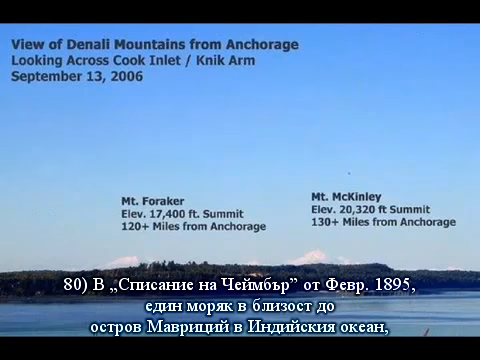 View of Denali Mountains from Anchorage
Looking Across Cook Inlet / Knik Arm
September 13, 2006
Mt. Foraker
Elev. 17,400 ft. Summit
120+ Miles from Anchorage
Mt. McKinley
Elev. 20,320 ft Summit
130+ Miles from Anchorage
80) В „Списание на Чеймбър” от Февр. 1895,
един моряк в близост до
остров Мавриций в Индийския океан,